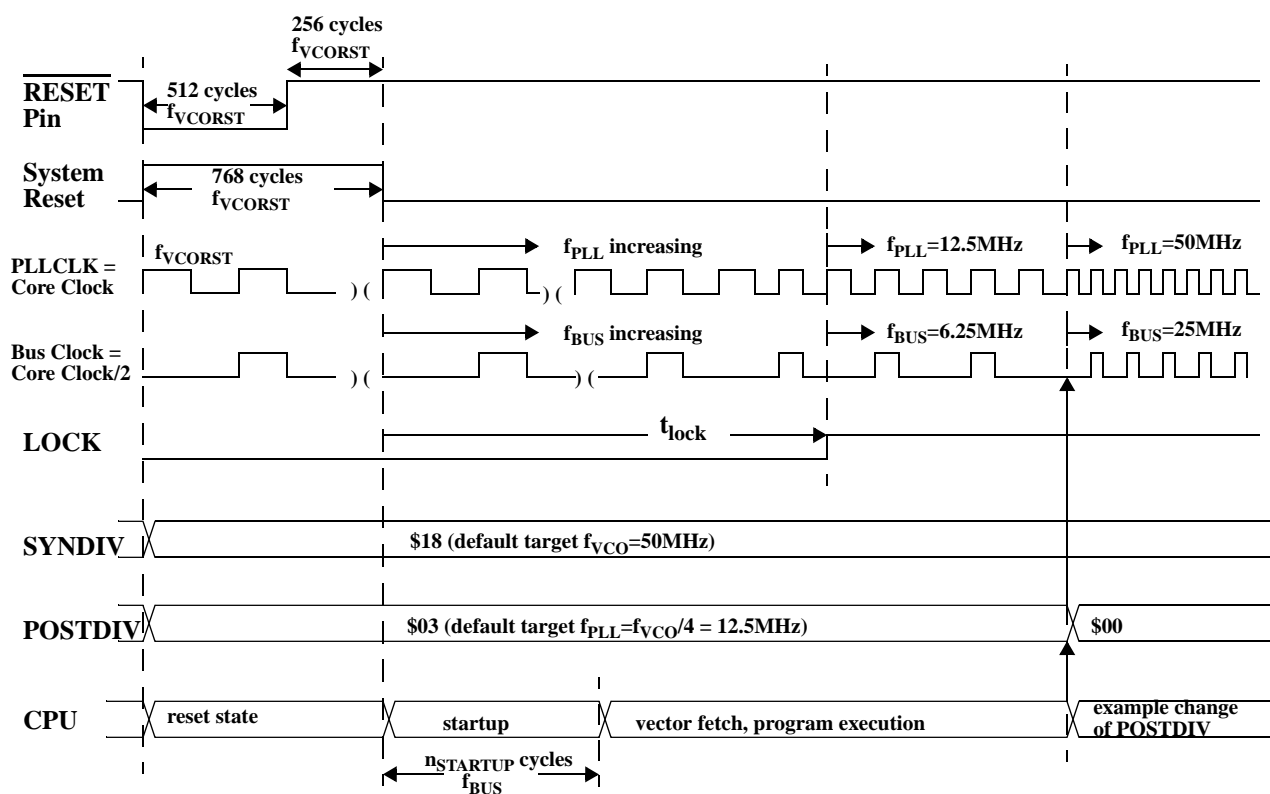 256 cycles
fVCORST
RESET
Pin
512 cycles
fVCORST
System
Reset
768 cycles
fVCORST
fVCORST
fPLL increasing
fPLL=12.5MHz
fPLL=50MHz
PLLCLK =
Core Clock
) (
) (
fBUS increasing
fBUS=6.25MHz
fBUS=25MHz
Bus Clock =
Core Clock/2
) (
) (
LOCK
tlock
SYNDIV
$18 (default target fVCO=50MHz)
POSTDIV
$03 (default target fPLL=fVCO/4 = 12.5MHz)
$00
CPU
reset state
startup
vector fetch, program execution
example change
of POSTDIV
nSTARTUP cycles
fBUS